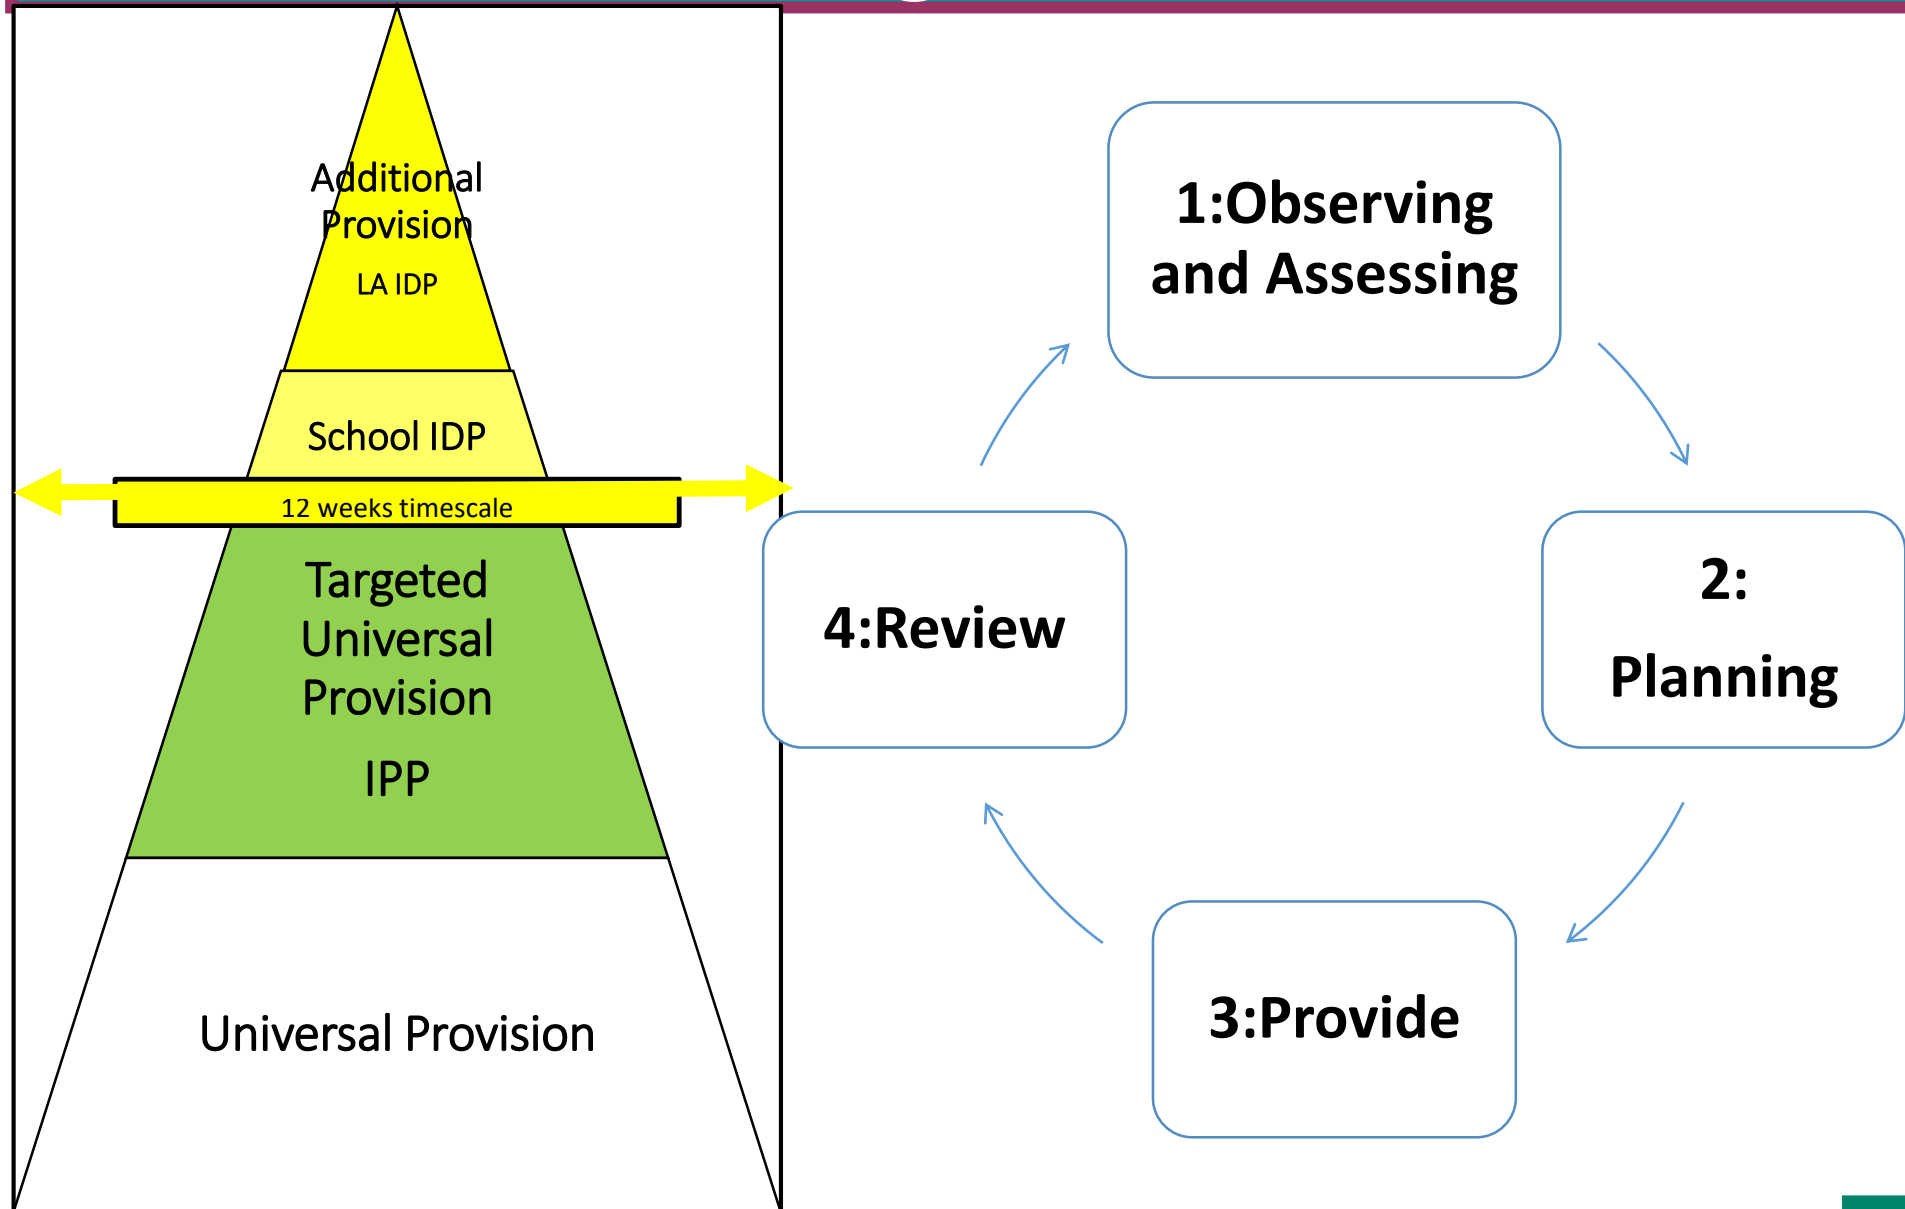 Additional
Provision
LA IDP
School IDP
12 weeks timescale
Targeted
Universal
Provision
IPP
Universal Provision
1:Observing
and Assessing
2:
Planning
3:Provide
4:Review